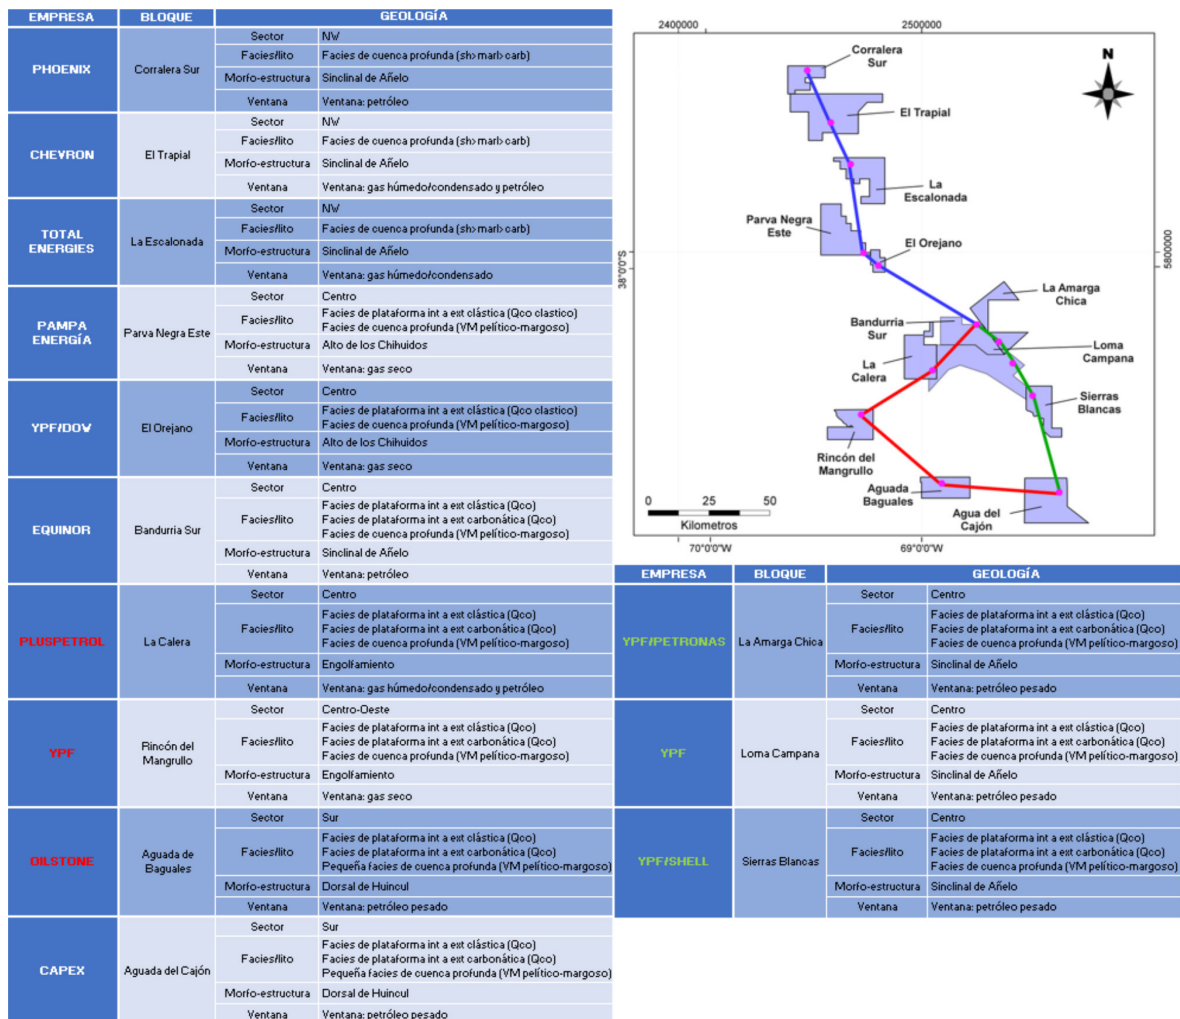 EMPRESA BLOQUE GEOLOGÍA
PHOENIX Corralera Sur
Sector NW
Facies/lito Facies de cuenca profunda (sh>marl>carb)
Morfo-estructura Sinclinal de Añelo
Ventana Ventana: petróleo
CHEVRON El Trapial
Sector NW
Facies/lito Facies de cuenca profunda (sh>marl>carb)
Morfo-estructura Sinclinal de Añelo
Ventana Ventana: gas húmedo/condensado y petróleo
TOTAL ENERGIES La Escalonada
Sector NW
Facies/lito Facies de cuenca profunda (sh>marl>carb)
Morfo-estructura Sinclinal de Añelo
Ventana Ventana: gas húmedo/condensado
PAMPA ENERGÍA Parva Negra Este
Sector Centro
Facies/lito Facies de plataforma int a ext clástica (Qco clastico)
Facies de cuenca profunda (VM pelítico-margoso)
Morfo-estructura Alto de los Chihuidos
Ventana Ventana: gas seco
YPF/DOW El Orejano
Sector Centro
Facies/lito Facies de plataforma int a ext clástica (Qco clastico)
Facies de cuenca profunda (VM pelítico-margoso)
Morfo-estructura Alto de los Chihuidos
Ventana Ventana: gas seco
EQUINOR Bandurria Sur
Sector Centro
Facies/lito Facies de plataforma int a ext clástica (Qco)
Facies de plataforma int a ext carbonática (Qco)
Facies de cuenca profunda (VM pelítico-margoso)
Morfo-estructura Sinclinal de Añelo
Ventana Ventana: petróleo
PLUSPETROL La Calera
Sector Centro
Facies/lito Facies de plataforma int a ext clástica (Qco)
Facies de plataforma int a ext carbonática (Qco)
Facies de cuenca profunda (VM pelítico-margoso)
Morfo-estructura Engolfamiento
Ventana Ventana: gas húmedo/condensado y petróleo
YPF Rincón del Mangrullo
Sector Centro-Oeste
Facies/lito Facies de plataforma int a ext clástica (Qco)
Facies de plataforma int a ext carbonática (Qco)
Facies de cuenca profunda (VM pelítico-margoso)
Morfo-estructura Engolfamiento
Ventana Ventana: gas seco
OILSTONE Aguada de Baguales
Sector Sur
Facies/lito Facies de plataforma int a ext clástica (Qco)
Facies de plataforma int a ext carbonática (Qco)
Pequeña facies de cuenca profunda (VM pelítico-margoso)
Morfo-estructura Dorsal de Huincul
Ventana Ventana: petróleo pesado
CAPEX Aguada del Cajón
Sector Sur
Facies/lito Facies de plataforma int a ext clástica (Qco)
Facies de plataforma int a ext carbonática (Qco)
Pequeña facies de cuenca profunda (VM pelítico-margoso)
Morfo-estructura Dorsal de Huincul
Ventana Ventana: petróleo pesado
2400000 2500000
Corralera
Sur
N
El Trapial
La
Escalonada
Parva Negra
Este
El Orejano
38°0'0"S
5800000
La Amarga
Chica
Bandurria
Sur
Loma
Campana
La
Calera
Sierras
Blancas
Rincón del
Mangrullo
Aguada
Baguales
Agua del
Cajón
0 25 50
Kilometros
70°0'0"W 69°0'0"W
EMPRESA BLOQUE GEOLOGÍA
YPF/PETRONAS La Amarga Chica
Sector Centro
Facies/lito Facies de plataforma int a ext clástica (Qco)
Facies de plataforma int a ext carbonática (Qco)
Facies de cuenca profunda (VM pelítico-margoso)
Morfo-estructura Sinclinal de Añelo
Ventana Ventana: petróleo pesado
YPF Loma Campana
Sector Centro
Facies/lito Facies de plataforma int a ext clástica (Qco)
Facies de plataforma int a ext carbonática (Qco)
Facies de cuenca profunda (VM pelítico-margoso)
Morfo-estructura Sinclinal de Añelo
Ventana Ventana: petróleo pesado
YPF/SHELL Sierras Blancas
Sector Centro
Facies/lito Facies de plataforma int a ext clástica (Qco)
Facies de plataforma int a ext carbonática (Qco)
Facies de cuenca profunda (VM pelítico-margoso)
Morfo-estructura Sinclinal de Añelo
Ventana Ventana: petróleo pesado